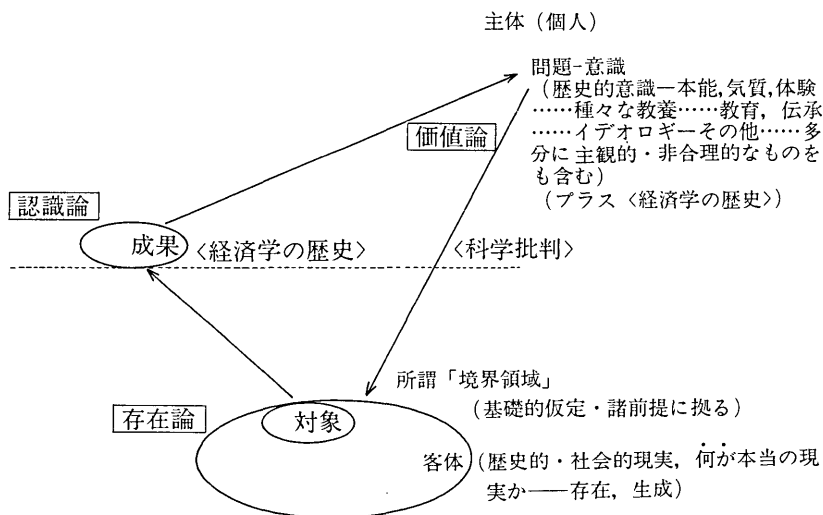 主体（個人）
問題-意識
（歴史的意識―本能,気質,体験
……種々な教養……教育，伝承
……イデオロギーその他……多
分に主観的・非合理的なものを
も含む）
（プラス〈経済学の歴史〉）
価値論
認識論
成果〈経済学の歴史〉
〈科学批判〉
所謂「境界領域」
（基礎的仮定・諸前提に拠る）
存在論
対象
客体（歴史的・社会的現実，何が本当の現
実か――存在，生成）